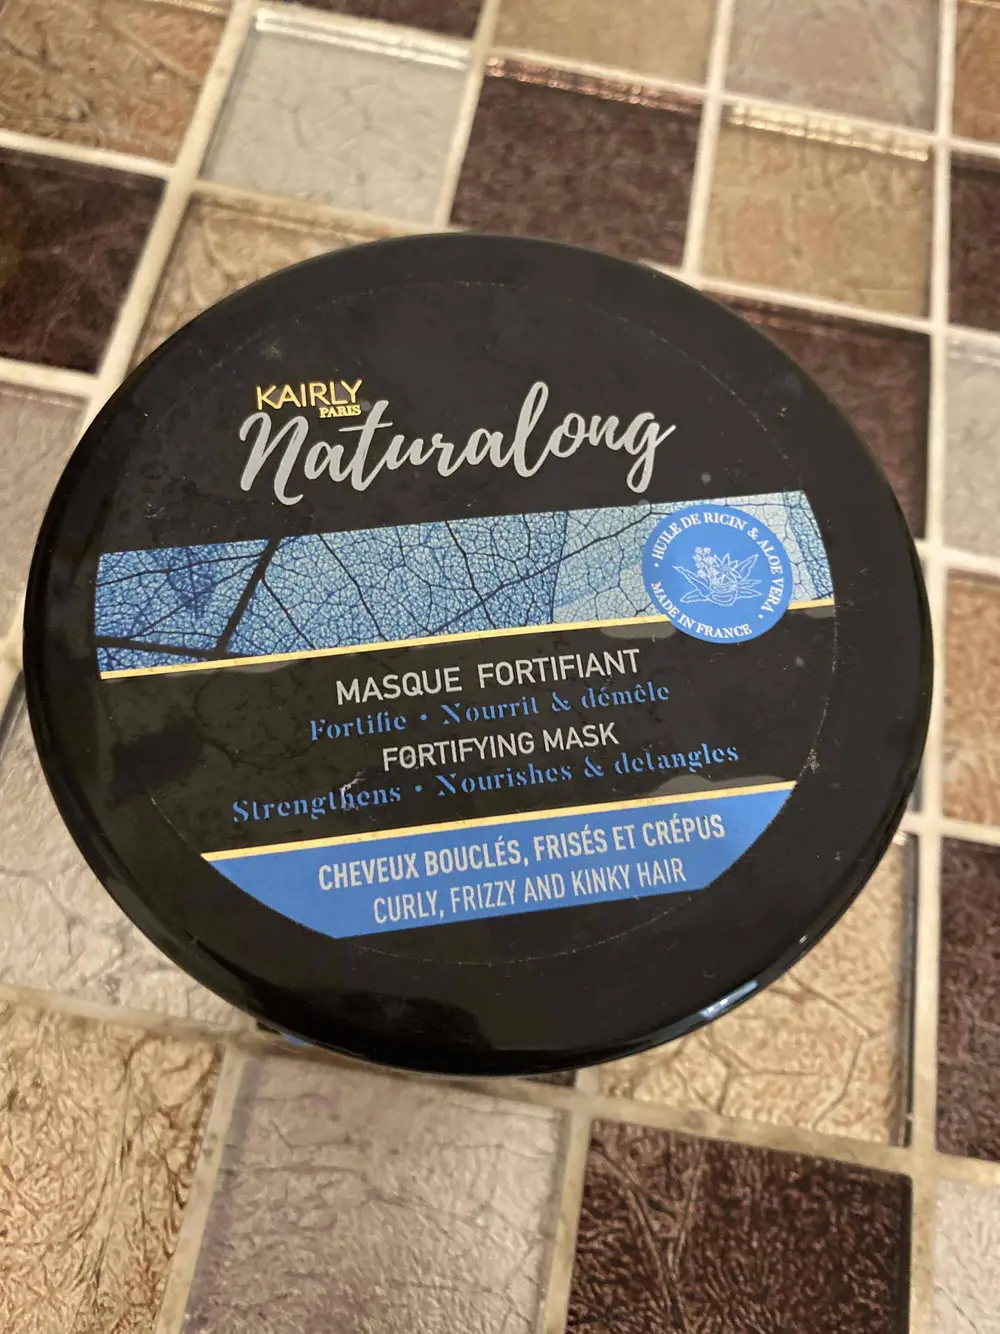 KAIRLY
PARIS
Naturalong
HUILE DE RICIN & ALOE VERA
MADE IN FRANCE
MASQUE FORTIFIANT
Fortifie • Nourrit & démêle
FORTIFYING MASK
Strengthens • Nourishes & detangles
CHEVEUX BOUCLÉS, FRISÉS ET CRÉPUS
CURLY, FRIZZY AND KINKY HAIR